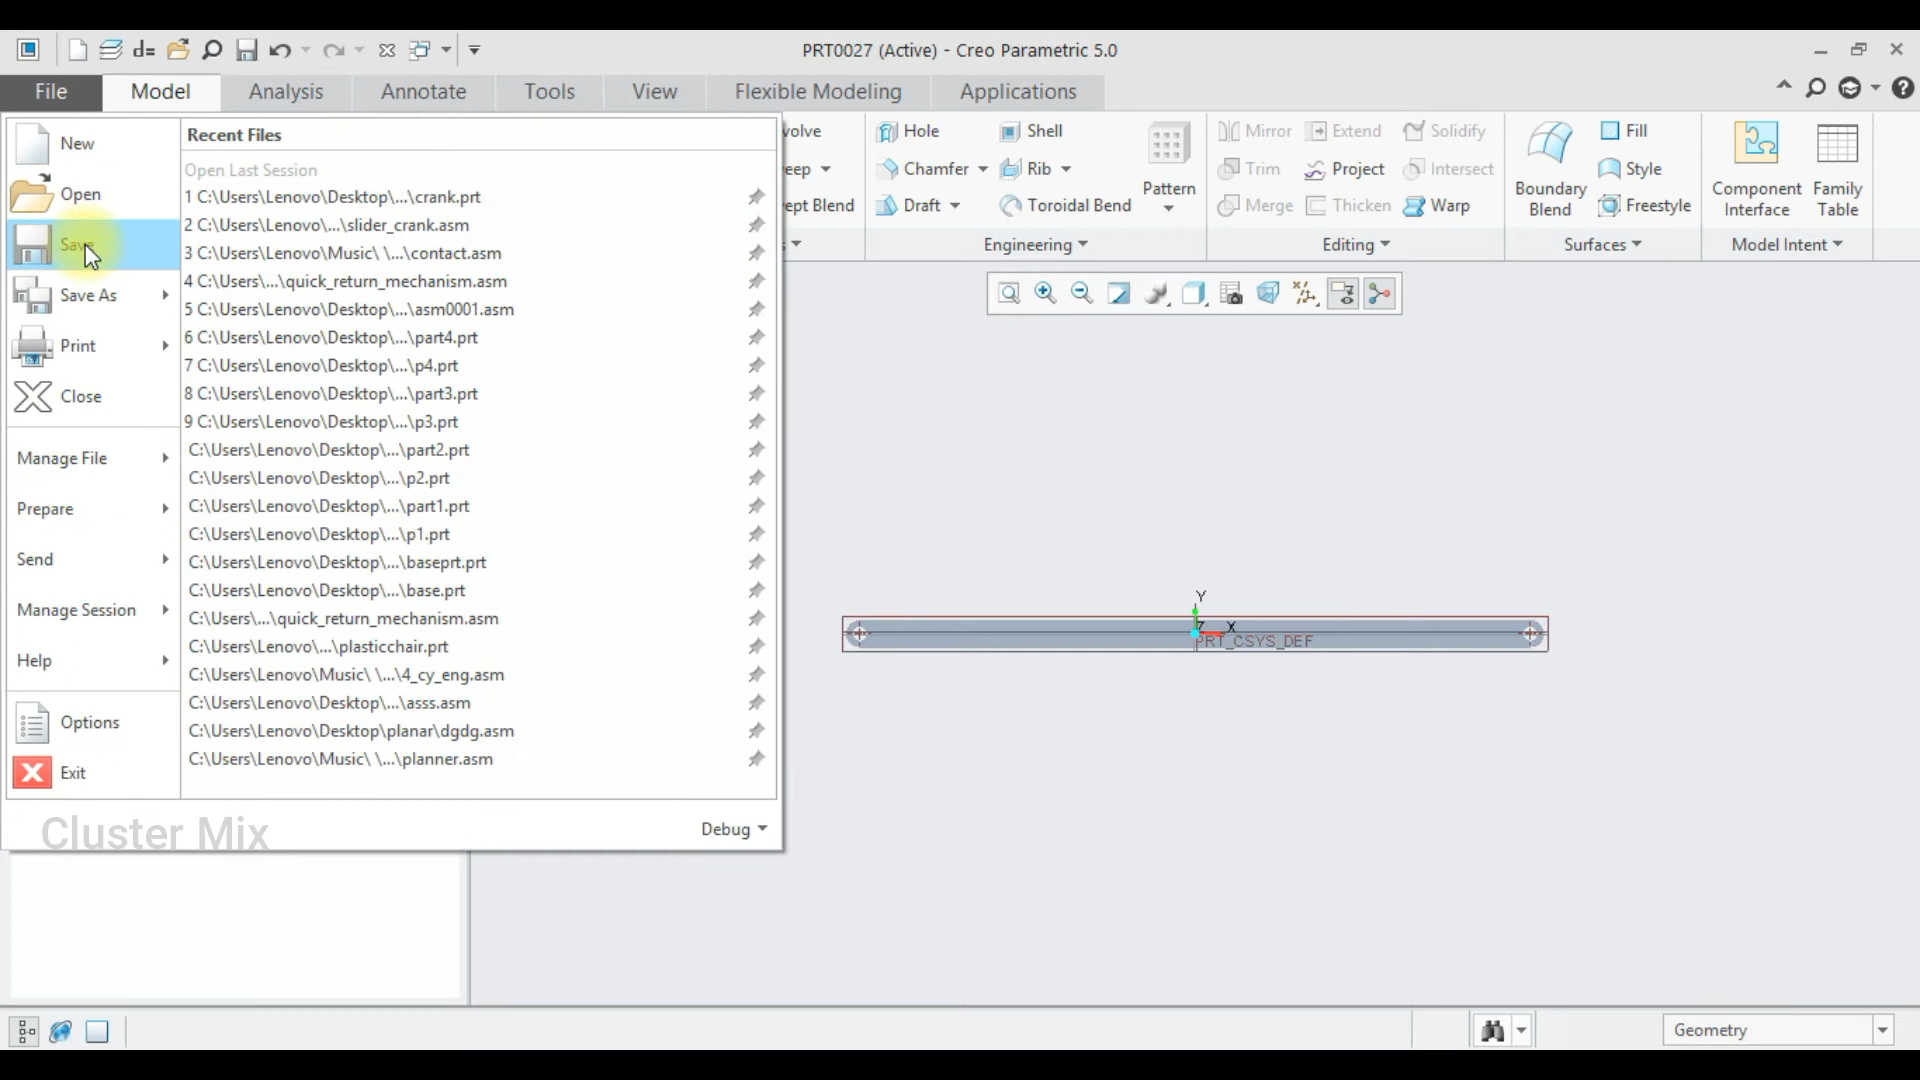 d=
PRT0027 (Active) - Creo Parametric 5.0
File
Model
Analysis
Annotate
Tools
View
Flexible Modeling
Applications
New
Open
Save
Save As
Print
Close
Manage File
Prepare
Send
Manage Session
Help
Options
Exit
Recent Files
Open Last Session
1 C:\Users\Lenovo\Desktop\...\crank.prt
2 C:\Users\Lenovo\...\slider_crank.asm
3 C:\Users\Lenovo\Music\ \...\contact.asm
4 C:\Users\...\quick_return_mechanism.asm
5 C:\Users\Lenovo\Desktop\...\asm0001.asm
6 C:\Users\Lenovo\Desktop\...\part4.prt
7 C:\Users\Lenovo\Desktop\...\p4.prt
8 C:\Users\Lenovo\Desktop\...\part3.prt
9 C:\Users\Lenovo\Desktop\...\p3.prt
C:\Users\Lenovo\Desktop\...\part2.prt
C:\Users\Lenovo\Desktop\...\p2.prt
C:\Users\Lenovo\Desktop\...\part1.prt
C:\Users\Lenovo\Desktop\...\p1.prt
C:\Users\Lenovo\Desktop\...\baseprt.prt
C:\Users\Lenovo\Desktop\...\base.prt
C:\Users\...\quick_return_mechanism.asm
C:\Users\Lenovo\...\plasticchair.prt
C:\Users\Lenovo\Music\ \...\4_cy_eng.asm
C:\Users\Lenovo\Desktop\...\asss.asm
C:\Users\Lenovo\Desktop\planar\dgdg.asm
C:\Users\Lenovo\Music\ \...\planner.asm
Cluster Mix
Debug
volve
eep
ept Blend
Hole
Chamfer
Draft
Shell
Rib
Toroidal Bend
Pattern
Engineering
Mirror
Extend
Solidify
Trim
Project
Intersect
Merge
Thicken
Warp
Editing
Boundary
Blend
Fill
Style
Freestyle
Surfaces
Component
Interface
Family
Table
Model Intent
Y
Z
X
PRT_CSYS_DEF
Geometry